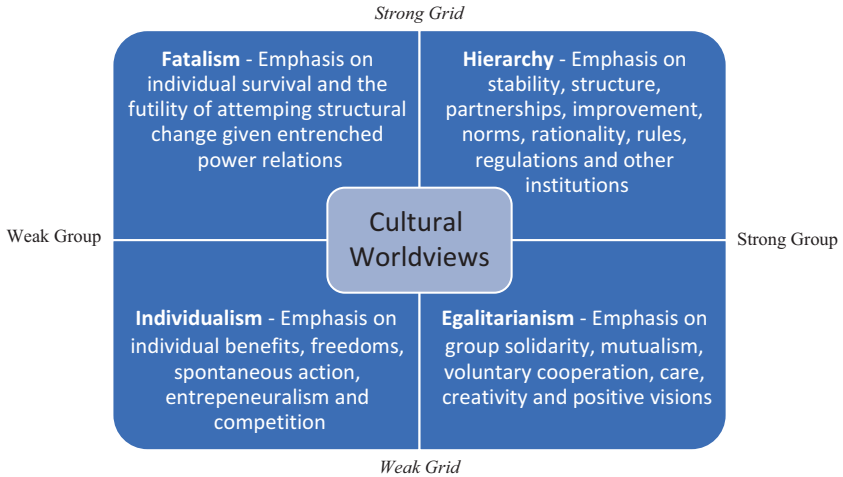 Strong Grid
Fatalism - Emphasis on
individual survival and the
futility of attemping structural
change given entrenched
power relations
Hierarchy - Emphasis on
stability, structure,
partnerships, improvement,
norms, rationality, rules,
regulations and other
institutions
Weak Group
Cultural
Worldviews
Strong Group
Individualism - Emphasis on
individual benefits, freedoms,
spontaneous action,
entrepeneuralism and
competition
Egalitarianism - Emphasis on
group solidarity, mutualism,
voluntary cooperation, care,
creativity and positive visions
Weak Grid